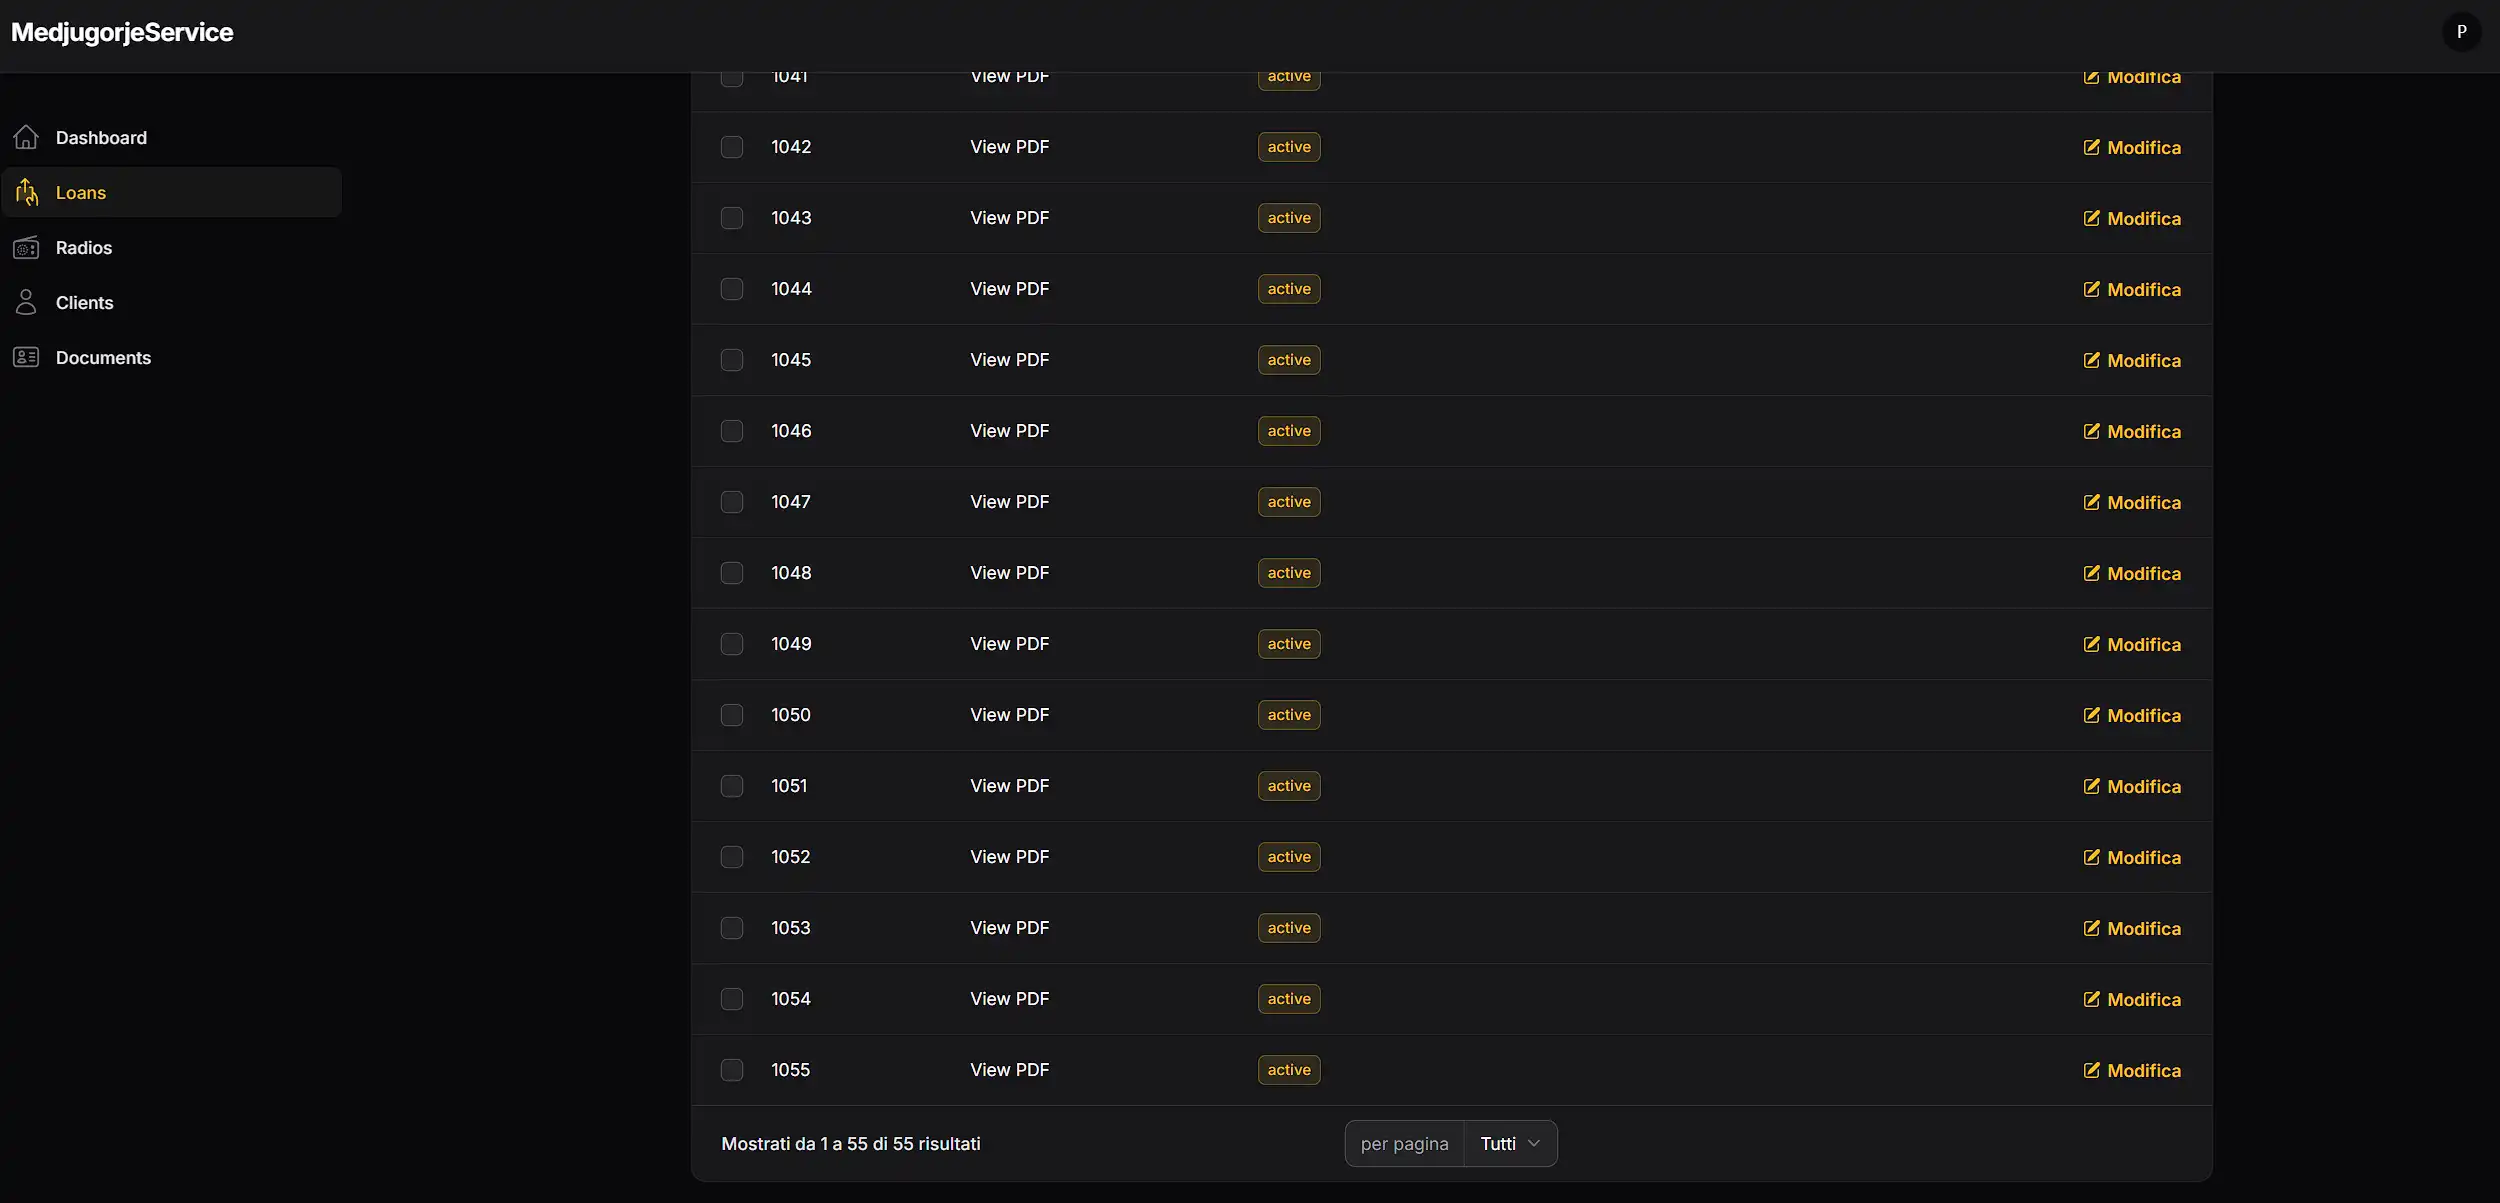 MedjugorjeService
P
Dashboard
Loans
Radios
Clients
Documents
1041 View PDF active Modifica
1042 View PDF active Modifica
1043 View PDF active Modifica
1044 View PDF active Modifica
1045 View PDF active Modifica
1046 View PDF active Modifica
1047 View PDF active Modifica
1048 View PDF active Modifica
1049 View PDF active Modifica
1050 View PDF active Modifica
1051 View PDF active Modifica
1052 View PDF active Modifica
1053 View PDF active Modifica
1054 View PDF active Modifica
1055 View PDF active Modifica
Mostrati da 1 a 55 di 55 risultati per pagina Tutti